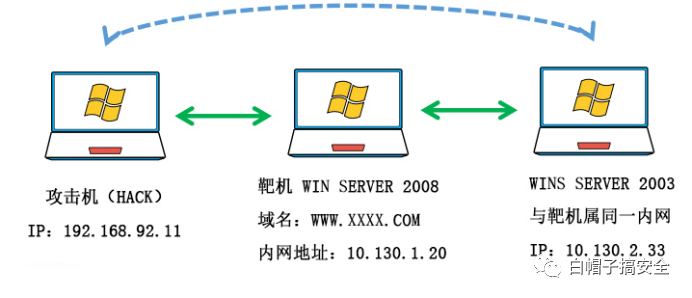 攻击机（HACK）
IP：192.168.92.11
靶机 WIN SERVER 2008
域名：WWW.XXXX.COM
内网地址：10.130.1.20
WINS SERVER 2003
与靶机属同一内网
IP：10.130.2.33
白帽子搞安全